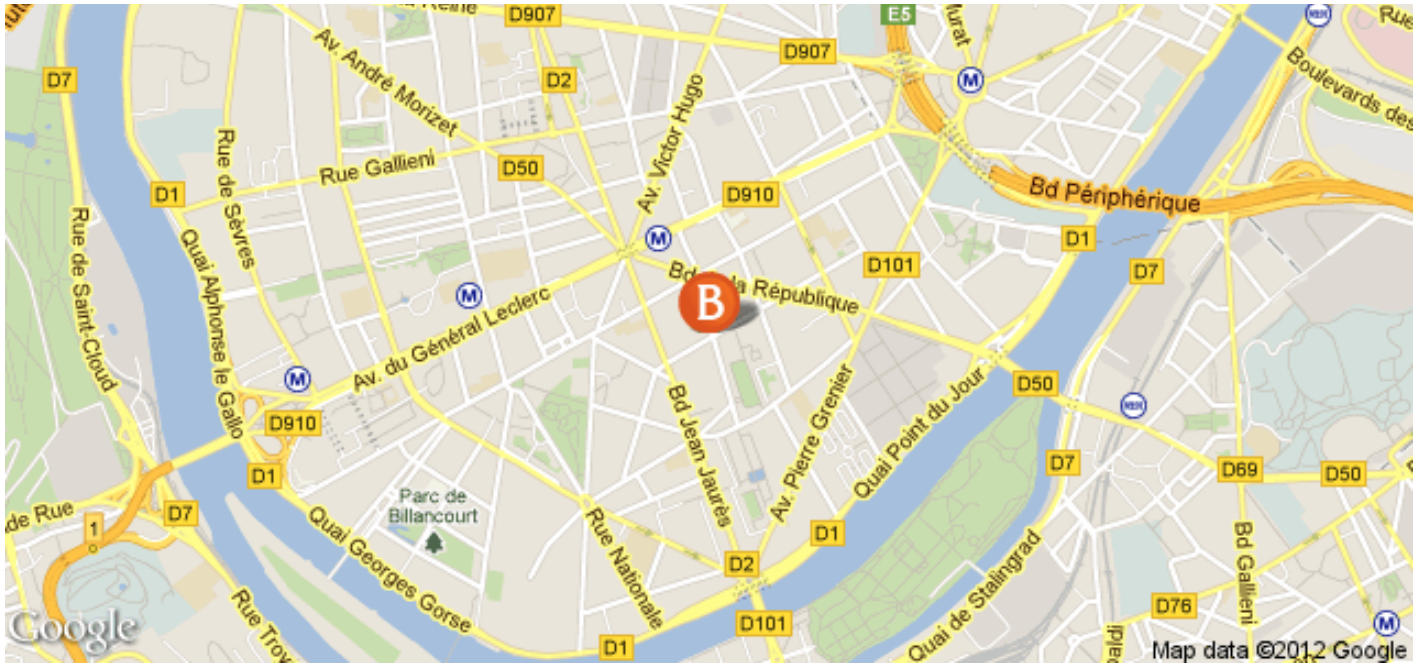 D907
E5
Murat
Rue
D7
Av. André Morizet
D2
D907
M
Boulevards des
Av. Victor Hugo
Rue de Sèvres
Rue Gallieni
D50
D1
D910
Bd Périphérique
M
D1
Rue de Saint-Cloud
Quai Alphonse le Gallo
M
Av. du Général Leclerc
Bd
la République
B
D101
D7
M
D910
Bd Jean Jaurès
Av. Pierre Grenier
Quai Point du Jour
D50
D1
D7
D69
D50
de Rue
1
D7
Parc de
Billancourt
Quai Georges Gorse
Rue Nationale
D2
D1
Quai de Stalingrad
Bd Gallieni
D76
Rue Troy
D1
D101
M
Google
Map data ©2012 Google